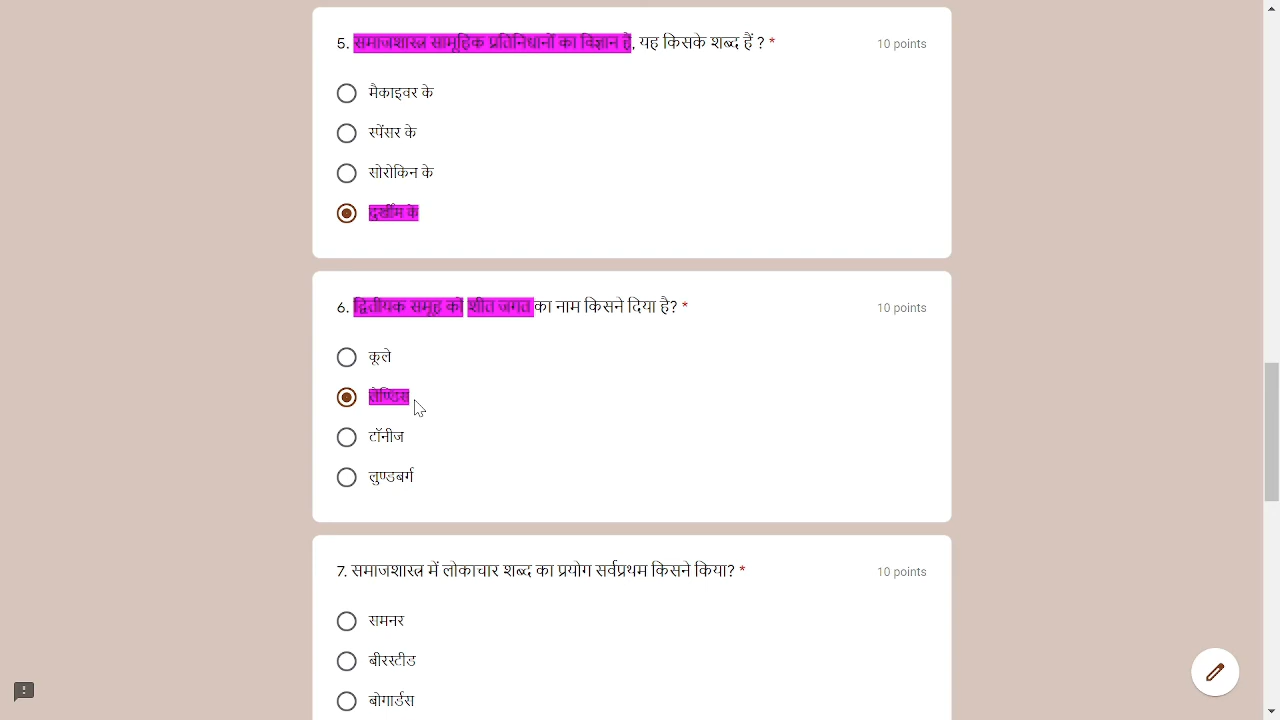 5. समाजशास्त्र सामूहिक प्रतिनिधानों का विज्ञान है, यह किसके शब्द हैं ? *
10 points
मैकाइवर के
स्पेंसर के
सोरोकिन के
दुर्खीम के
6. द्वितीयक समूह को शीत जगत का नाम किसने दिया है? *
10 points
कूले
लैण्डिस
टॉनीज
लुण्डबर्ग
7. समाजशास्त्र में लोकाचार शब्द का प्रयोग सर्वप्रथम किसने किया? *
10 points
समनर
बीरस्टीड
बोगार्डस